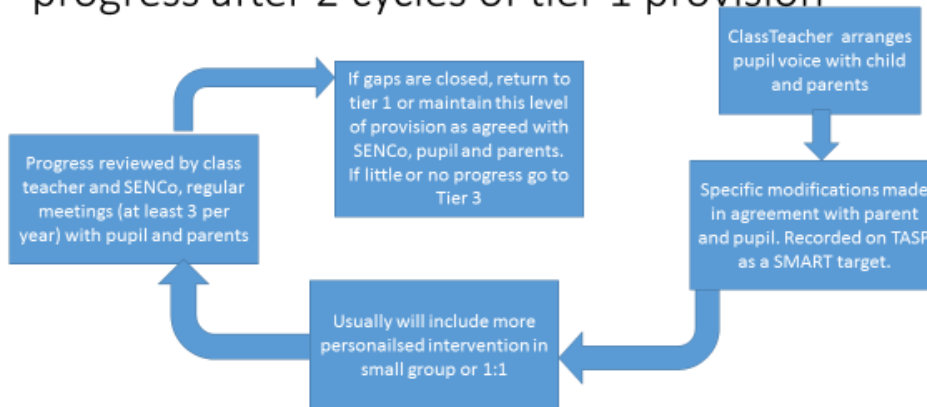 progress after 2 cycles of tier 1 provision
ClassTeacher arranges
pupil voice with child
and parents
Specific modifications made
in agreement with parent
and pupil. Recorded on TASP
as a SMART target.
Usually will include more
personailsed intervention in
small group or 1:1
Progress reviewed by class
teacher and SENCo, regular
meetings (at least 3 per
year) with pupil and parents
If gaps are closed, return to
tier 1 or maintain this level
of provision as agreed with
SENCo, pupil and parents.
If little or no progress go to
Tier 3